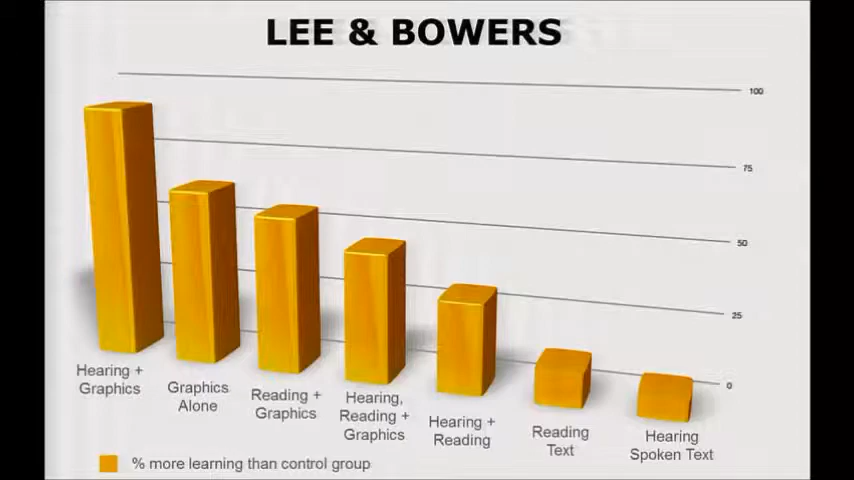 LEE & BOWERS
100
75
50
25
0
Hearing +
Graphics
Graphics
Alone
Reading +
Graphics
Hearing,
Reading +
Graphics
Hearing +
Reading
Reading
Text
Hearing
Spoken Text
% more learning than control group